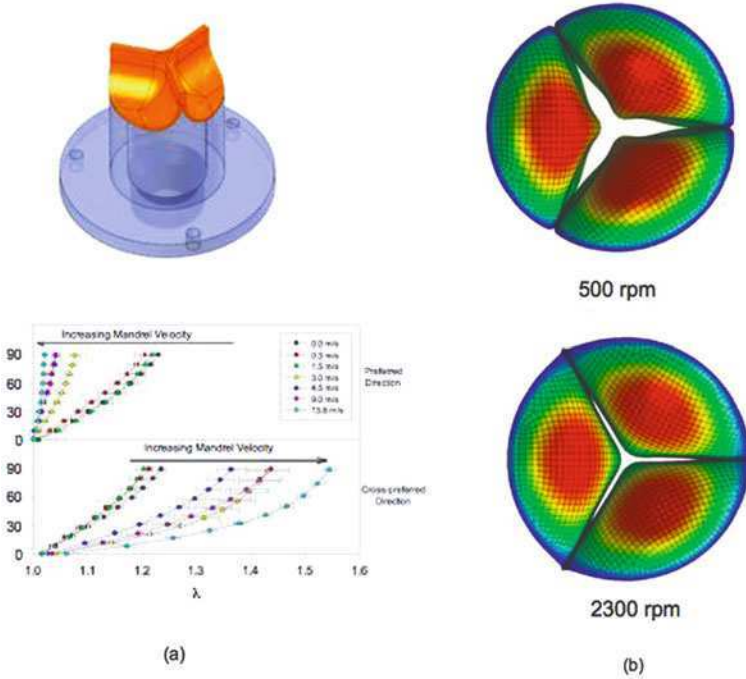 500 rpm
Increasing Mandrel Velocity
0.0 m/s
0.3 m/s
1.5 m/s
3.0 m/s
4.5 m/s
9.0 m/s
13.8 m/s
Preferred
Direction
90
60
30
0
Increasing Mandrel Velocity
Cross-preferred
Direction
90
60
30
0
1.0 1.1 1.2 1.3 1.4 1.5 1.6
λ
2300 rpm
(a)
(b)